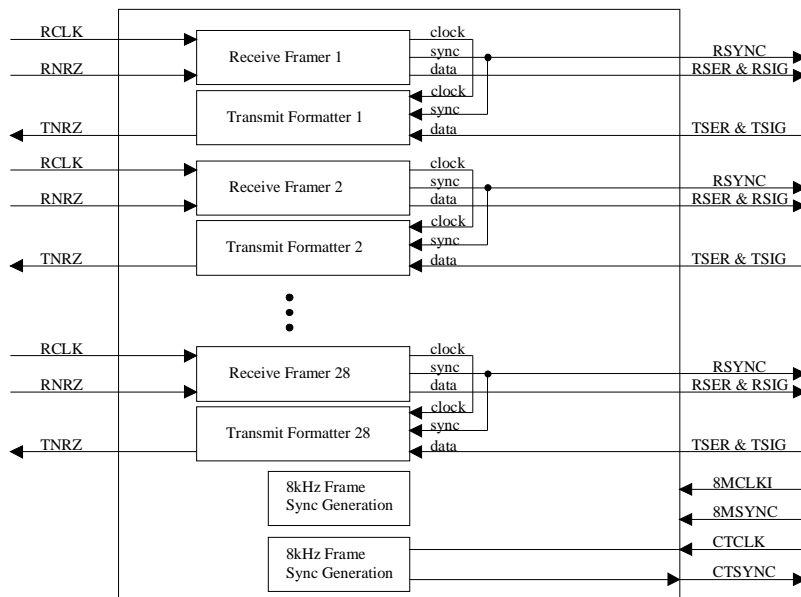 RCLK
Receive Framer 1
clock
sync
RSYNC
RNRZ
data
RSER & RSIG
clock
Transmit Formatter 1
sync
TNRZ
data
TSER & TSIG
RCLK
Receive Framer 2
clock
sync
RSYNC
RNRZ
data
RSER & RSIG
clock
Transmit Formatter 2
sync
TNRZ
data
TSER & TSIG
RCLK
Receive Framer 28
clock
sync
RSYNC
RNRZ
data
RSER & RSIG
clock
Transmit Formatter 28
sync
TNRZ
data
TSER & TSIG
8kHz Frame
Sync Generation
8MCLKI
8MSYNC
8kHz Frame
Sync Generation
CTCLK
CTSYNC